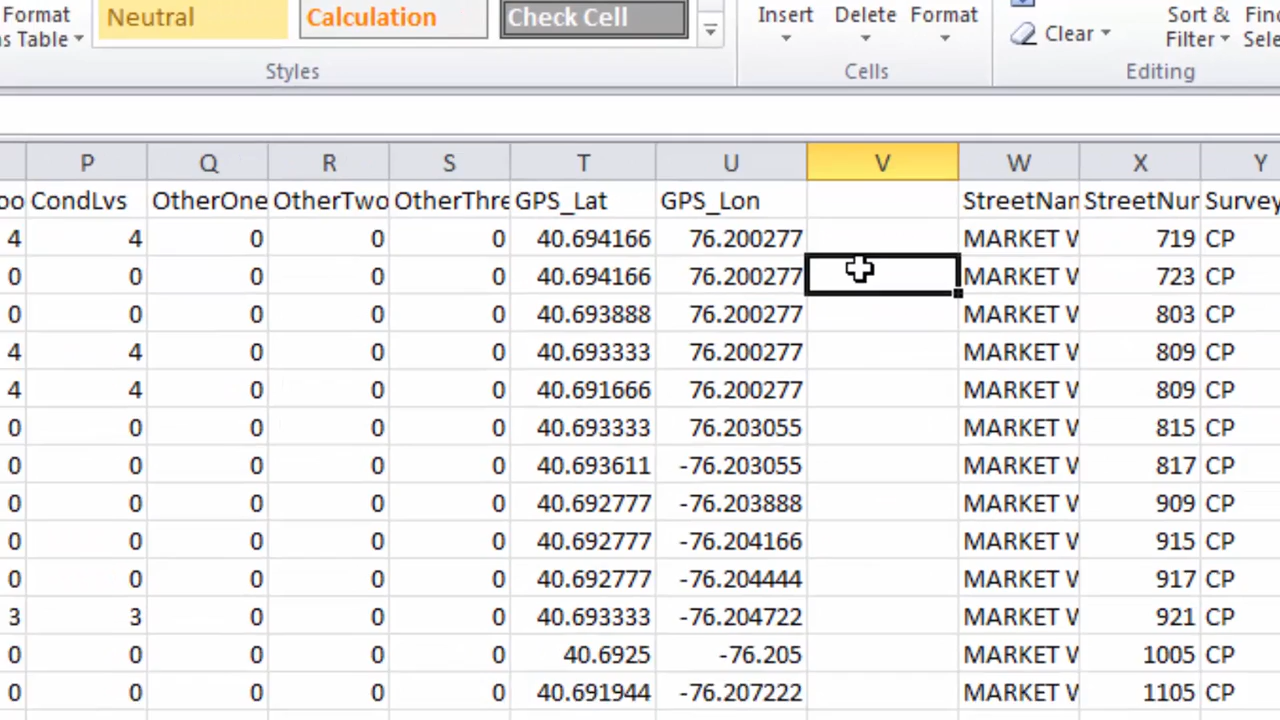 Format Neutral Calculation Check Cell Insert Delete Format Sort & Fin
s Table Clear Filter Sele
Styles Cells Editing
P Q R S T U V W X Y
oo CondLvs OtherOne OtherTwo OtherThre GPS_Lat GPS_Lon StreetNan StreetNur Survey
4 4 0 0 0 40.694166 76.200277 MARKET W 719 CP
0 0 0 0 0 40.694166 76.200277 MARKET W 723 CP
0 0 0 0 0 40.693888 76.200277 MARKET W 803 CP
4 4 0 0 0 40.693333 76.200277 MARKET W 809 CP
4 4 0 0 0 40.691666 76.200277 MARKET W 809 CP
0 0 0 0 0 40.693333 76.203055 MARKET W 815 CP
0 0 0 0 0 40.693611 -76.203055 MARKET W 817 CP
0 0 0 0 0 40.692777 -76.203888 MARKET W 909 CP
0 0 0 0 0 40.692777 -76.204166 MARKET W 915 CP
0 0 0 0 0 40.692777 -76.204444 MARKET W 917 CP
3 3 0 0 0 40.693333 -76.204722 MARKET W 921 CP
0 0 0 0 0 40.6925 -76.205 MARKET W 1005 CP
0 0 0 0 0 40.691944 -76.207222 MARKET W 1105 CP